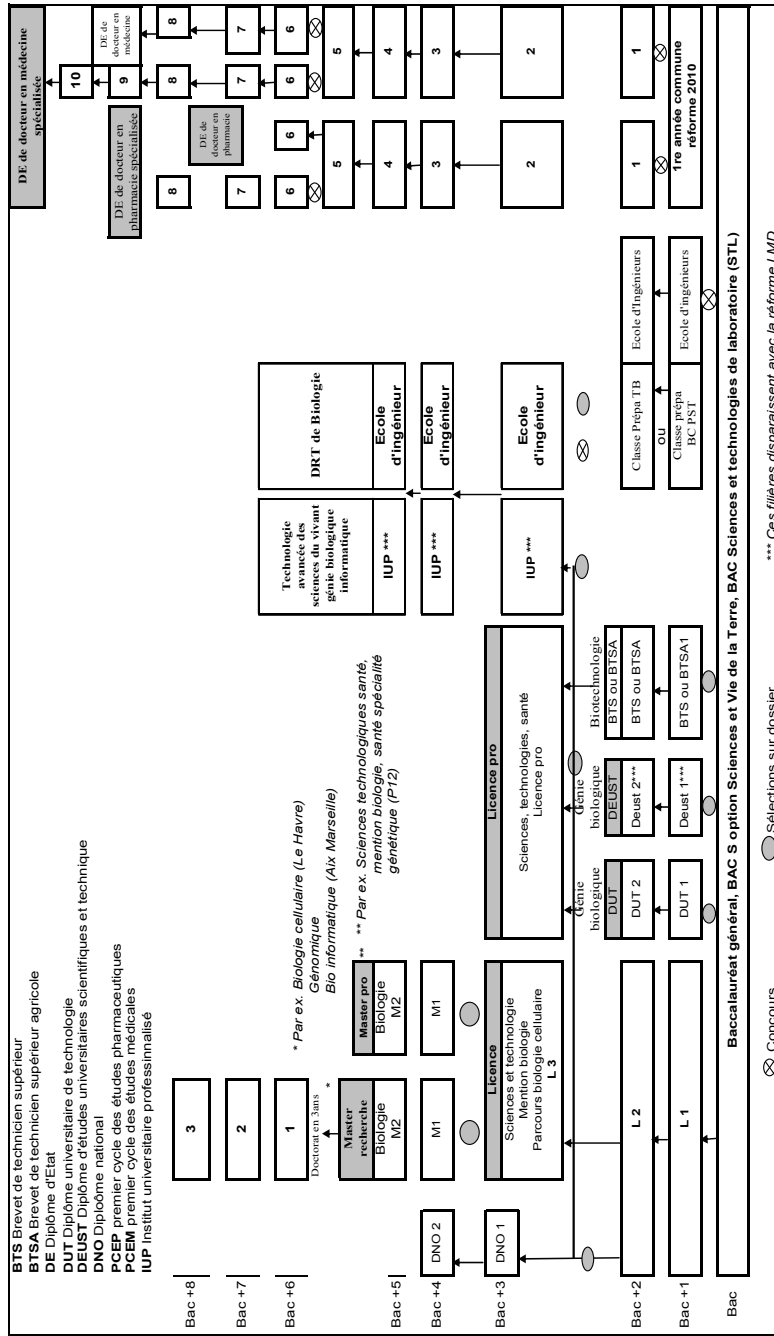 BTS Brevet de technicien supérieur
BTSA Brevet de technicien supérieur agricole
DE Diplôme d'Etat
DUT Diplôme universitaire de technologie
DEUST Diplôme d'études universitaires scientifiques et technique
DNO Diploôme national
PCEP premier cycle des études pharmaceutiques
PCEM premier cycle des études médicales
IUP Institut universitaire professinnalisé
DE de docteur en médecine
spécialisée
10
DE de
docteur en
médecine
9
DE de docteur en
pharmacie spécialisée
Bac +8
3
8
8
8
DE de
docteur en
pharmacie
Bac +7
2
7
7
7
Bac +6
1
6
6
6
6
Doctorat en 3ans
*
* Par ex. Biologie cellulaire (Le Havre)
Génomique
Bio informatique (Aix Marseille)
** Par ex. Sciences technologiques santé,
mention biologie, santé spécialité
génétique (P12)
Technologie
avancée des
sciences du vivant
génie biologique
informatique
DRT de Biologie
Master
recherche
Master pro
**
Bac +5
Biologie
M2
Biologie
M2
IUP ***
Ecole
d'ingénieur
5
5
Bac +4
DNO 2
M1
M1
IUP ***
Ecole
d'ingénieur
4
4
3
3
Bac +3
DNO 1
Licence
Sciences et technologie
Mention biologie
Parcours biologie cellulaire
L 3
Licence pro
Sciences, technologies, santé
Licence pro
IUP ***
Ecole
d'ingénieur
2
2
Génie
biologique
Génie
biologique
Biotechnologie
DUT
DEUST
BTS ou BTSA
Bac +2
L 2
DUT 2
Deust 2***
BTS ou BTSA
Classe Prépa TB
Ecole d'Ingénieurs
1
1
ou
Bac +1
L 1
DUT 1
Deust 1***
BTS ou BTSA1
Classe prépa
BC PST
Ecole d'ingénieurs
1re année commune
réforme 2010
Bac
Baccalauréat général, BAC S option Sciences et Vie de la Terre, BAC Sciences et technologies de laboratoire (STL)
Concours
Sélections sur dossier
*** Ces filières disparaissent avec la réforme LMD